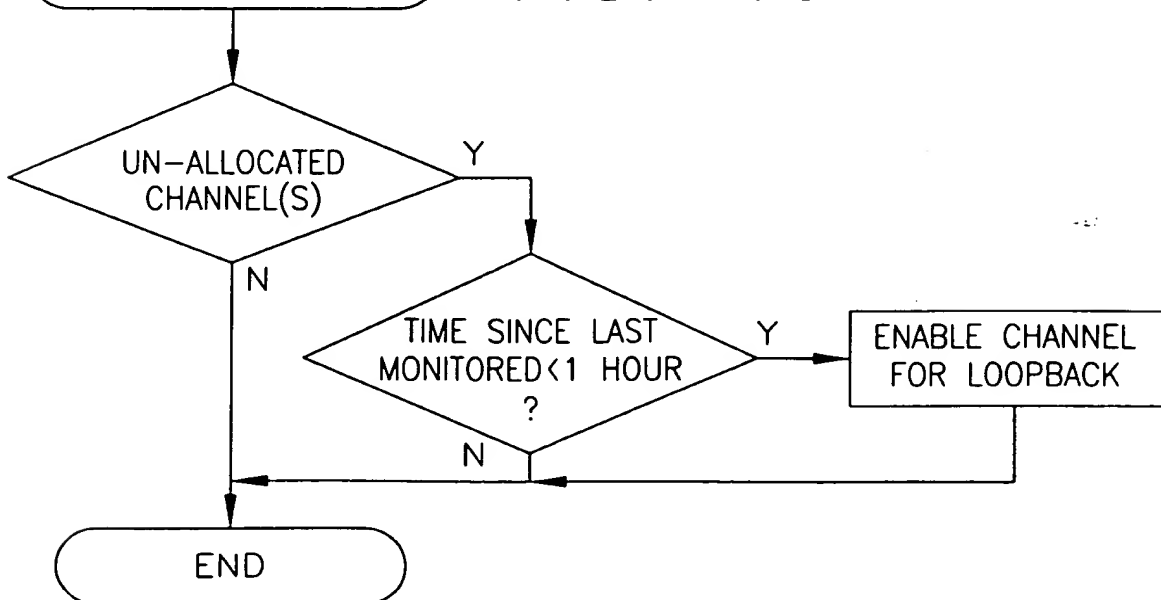 UN-ALLOCATED
CHANNEL(S)
Y
N
TIME SINCE LAST
MONITORED<1 HOUR
?
Y
N
ENABLE CHANNEL
FOR LOOPBACK
END